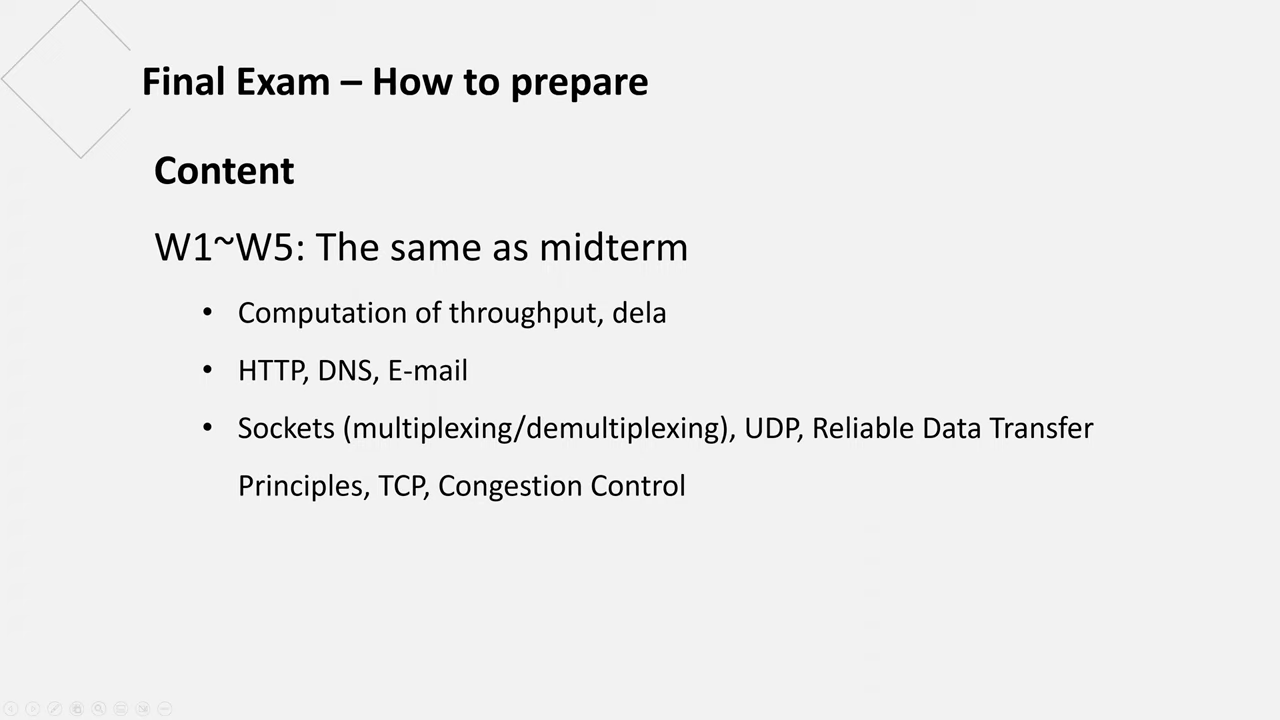 Final Exam – How to prepare
Content
W1~W5: The same as midterm
• Computation of throughput, dela
• HTTP, DNS, E-mail
• Sockets (multiplexing/demultiplexing), UDP, Reliable Data Transfer
Principles, TCP, Congestion Control